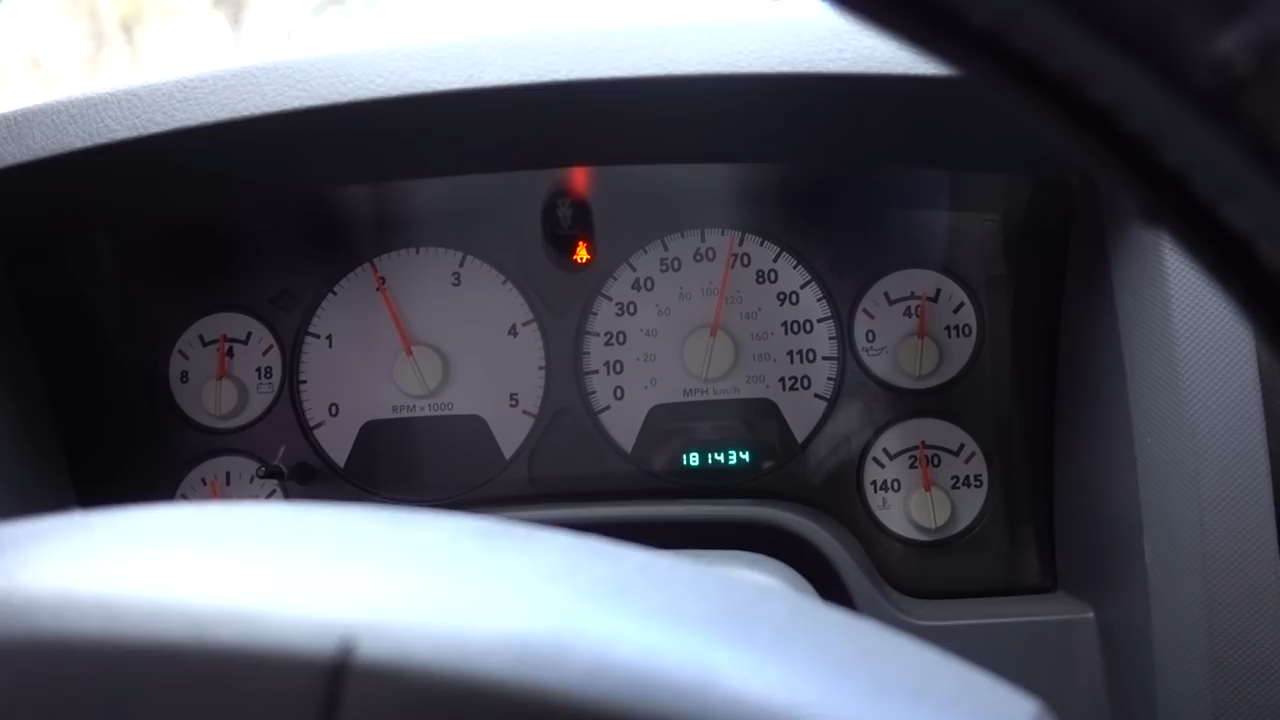 8 14 18
0 1 2 3 4 5
RPM x 1000
0 10 20 30 40 50 60 70 80 90 100 110 120
0 20 40 60 80 100 120 140 160 180 200
MPH km/h
181434
0 40 110
140 200 245